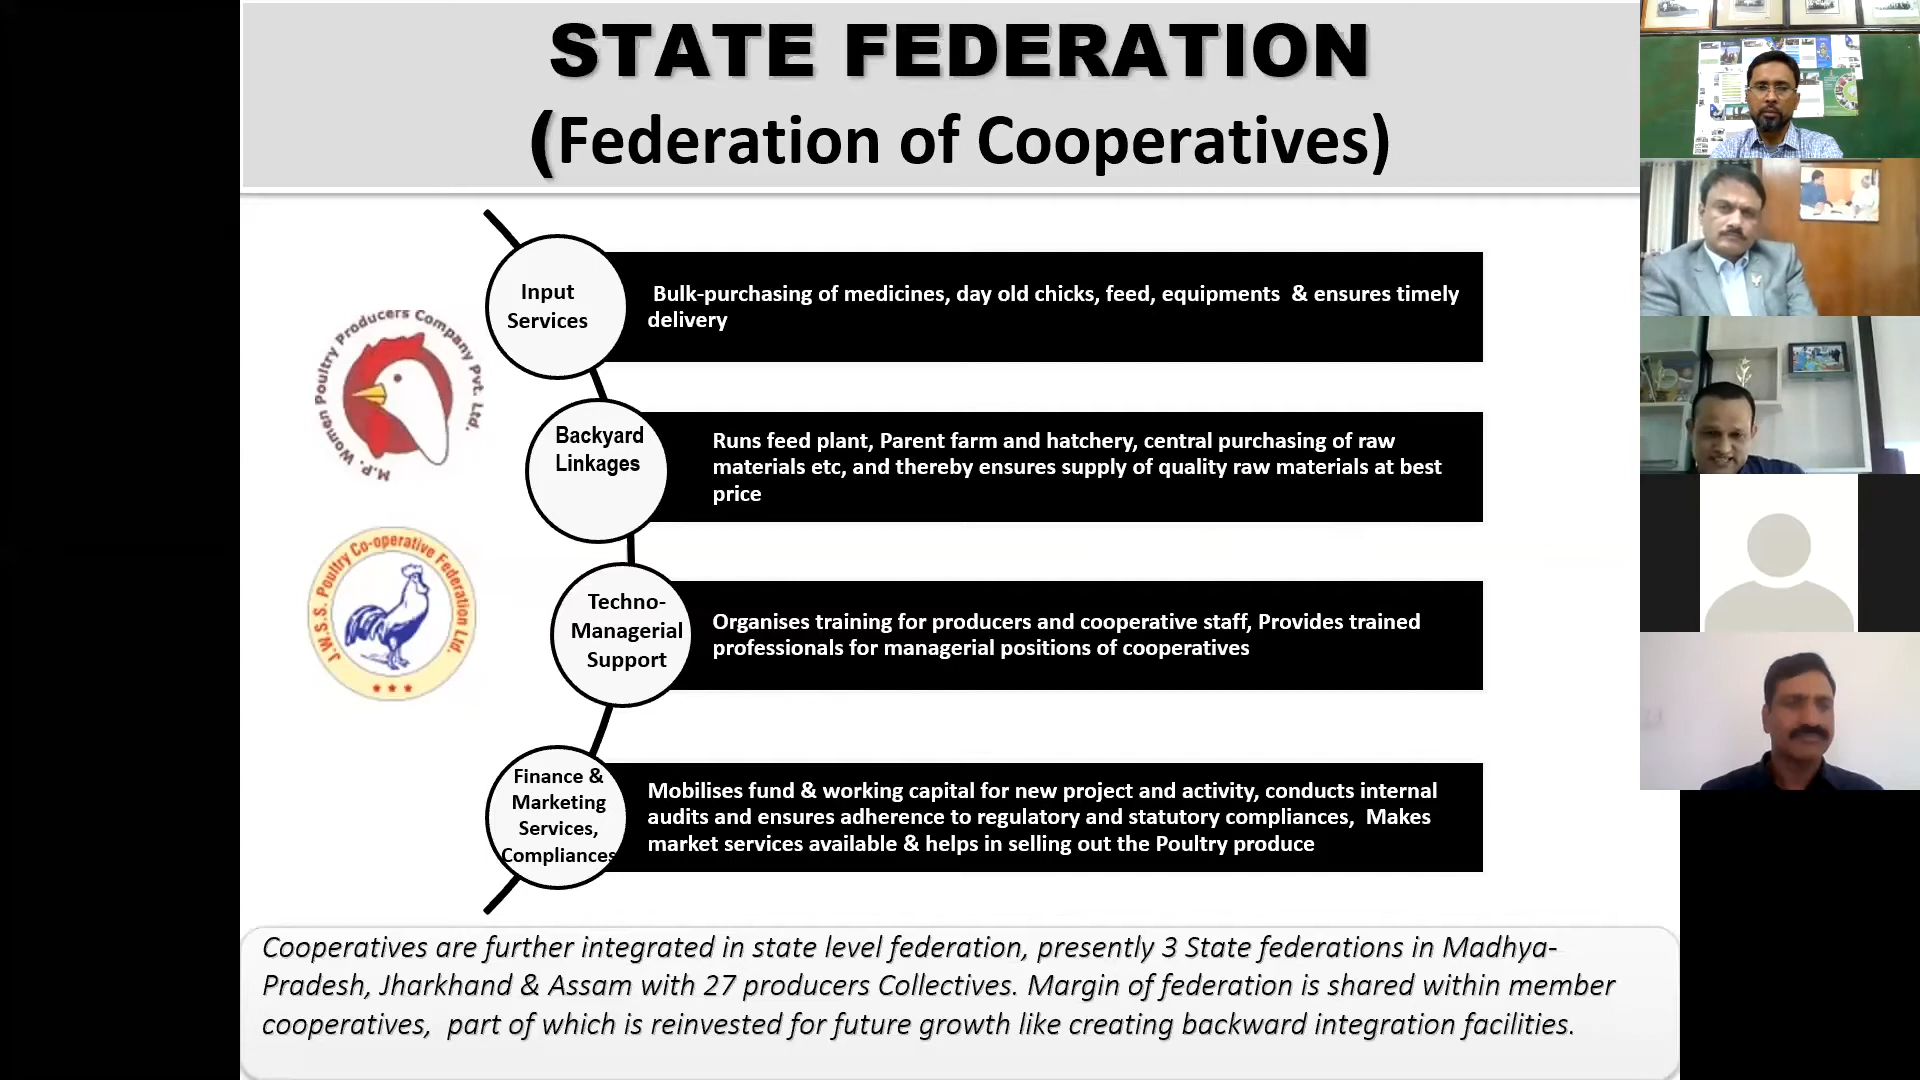 STATE FEDERATION
(Federation of Cooperatives)
Input
Services
Bulk-purchasing of medicines, day old chicks, feed, equipments & ensures timely
delivery
M.P. Women Poultry Producers Company Pvt. Ltd.
Backyard
Linkages
Runs feed plant, Parent farm and hatchery, central purchasing of raw
materials etc, and thereby ensures supply of quality raw materials at best
price
J.W.S.S. Poultry Co-operative Federation Ltd.
Techno-
Managerial
Support
Organises training for producers and cooperative staff, Provides trained
professionals for managerial positions of cooperatives
Finance &
Marketing
Services,
Compliances
Mobilises fund & working capital for new project and activity, conducts internal
audits and ensures adherence to regulatory and statutory compliances, Makes
market services available & helps in selling out the Poultry produce
Cooperatives are further integrated in state level federation, presently 3 State federations in Madhya-
Pradesh, Jharkhand & Assam with 27 producers Collectives. Margin of federation is shared within member
cooperatives, part of which is reinvested for future growth like creating backward integration facilities.